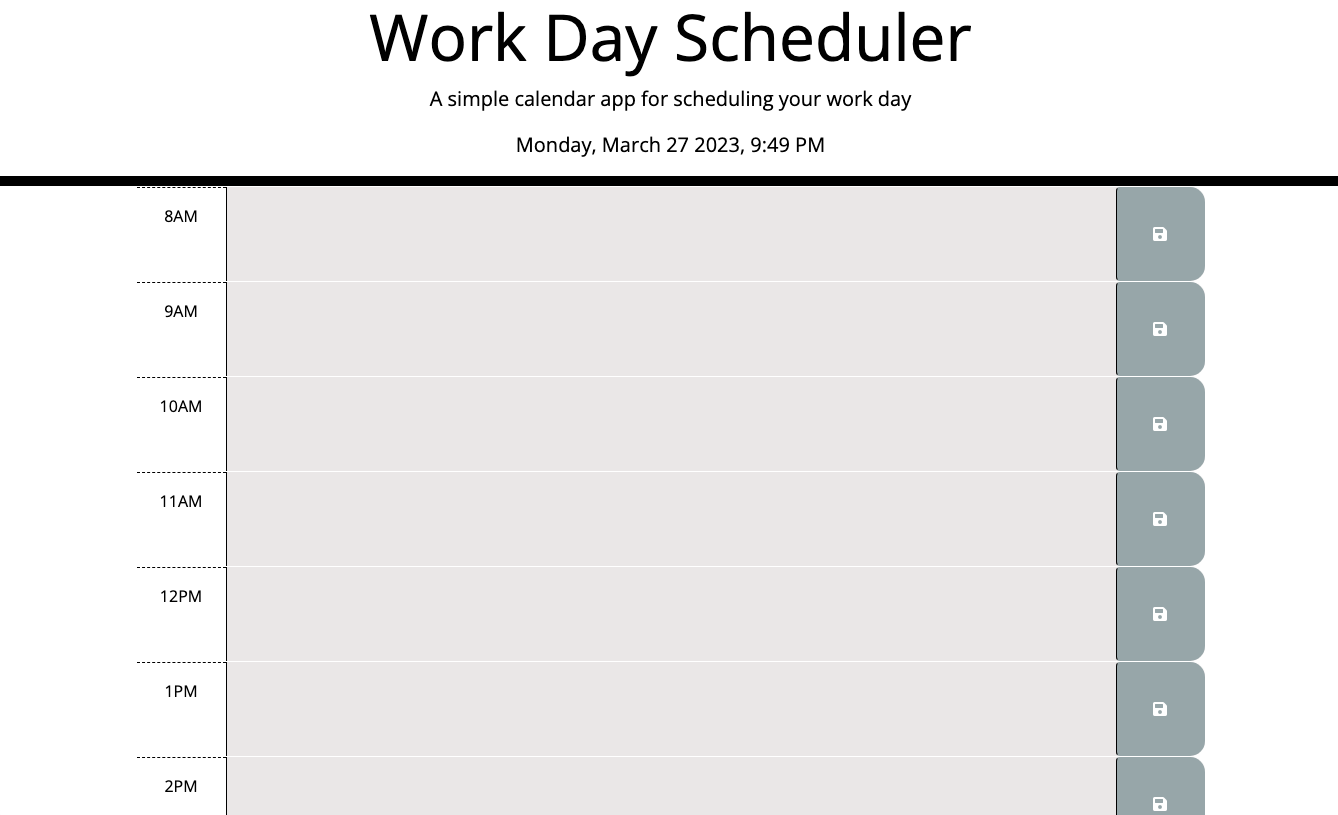 Work Day Scheduler
A simple calendar app for scheduling your work day
Monday, March 27 2023, 9:49 PM
8AM
9AM
10AM
11AM
12PM
1PM
2PM